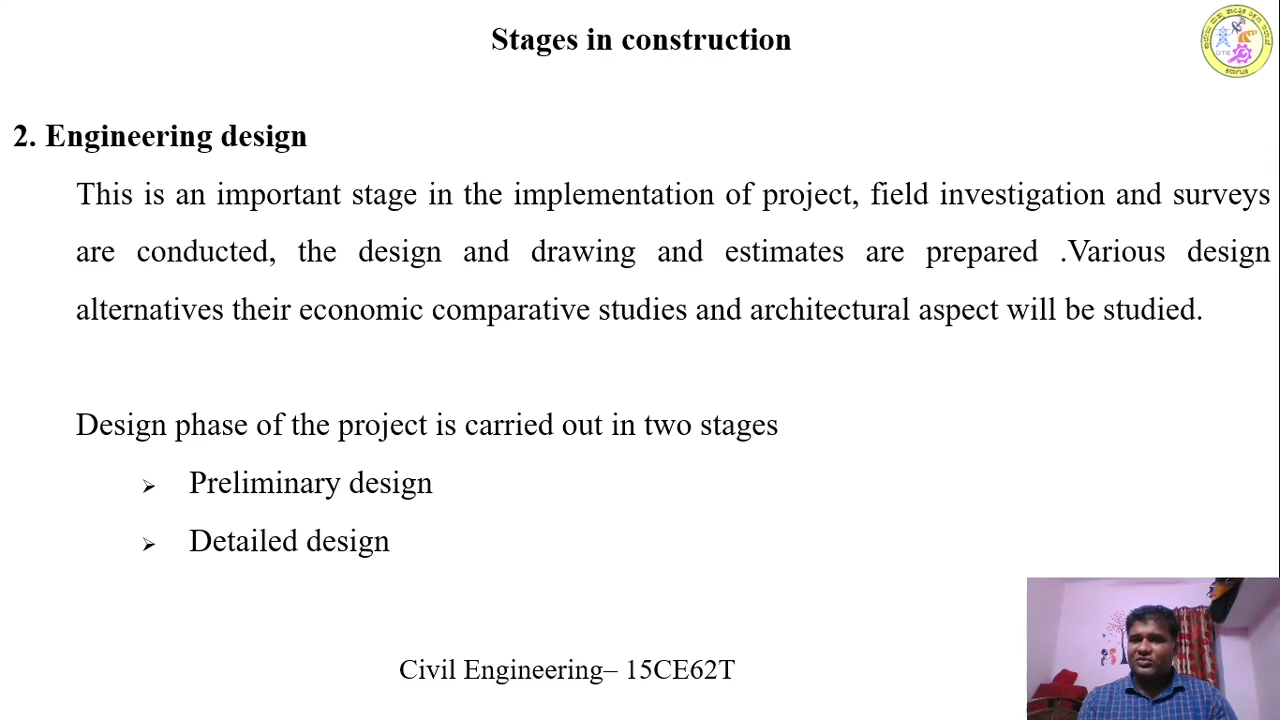 Stages in construction
DTE
2. Engineering design
This is an important stage in the implementation of project, field investigation and surveys
are conducted, the design and drawing and estimates are prepared .Various design
alternatives their economic comparative studies and architectural aspect will be studied.
Design phase of the project is carried out in two stages
➢ Preliminary design
➢ Detailed design
Civil Engineering– 15CE62T